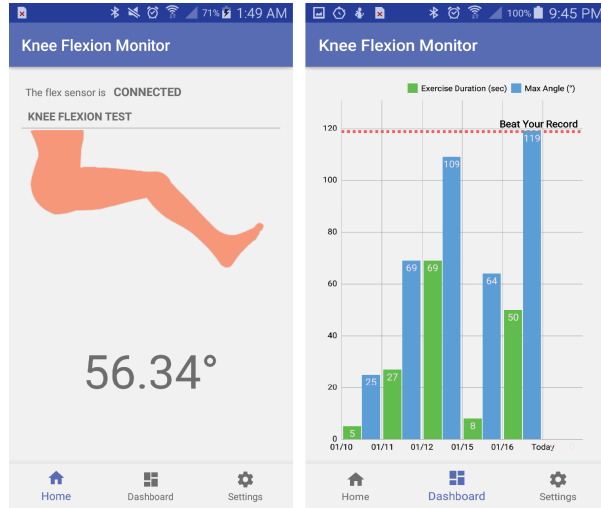 71% 1:49 AM
Knee Flexion Monitor
The flex sensor is CONNECTED
KNEE FLEXION TEST
56.34°
Home Dashboard Settings
100% 9:45 PM
Knee Flexion Monitor
Exercise Duration (sec) Max Angle (°)
Beat Your Record
120
119
100
109
80
69 69
60
64
50
40
27
25
20
8
5
0
01/10 01/11 01/12 01/15 01/16 Today
Home Dashboard Settings